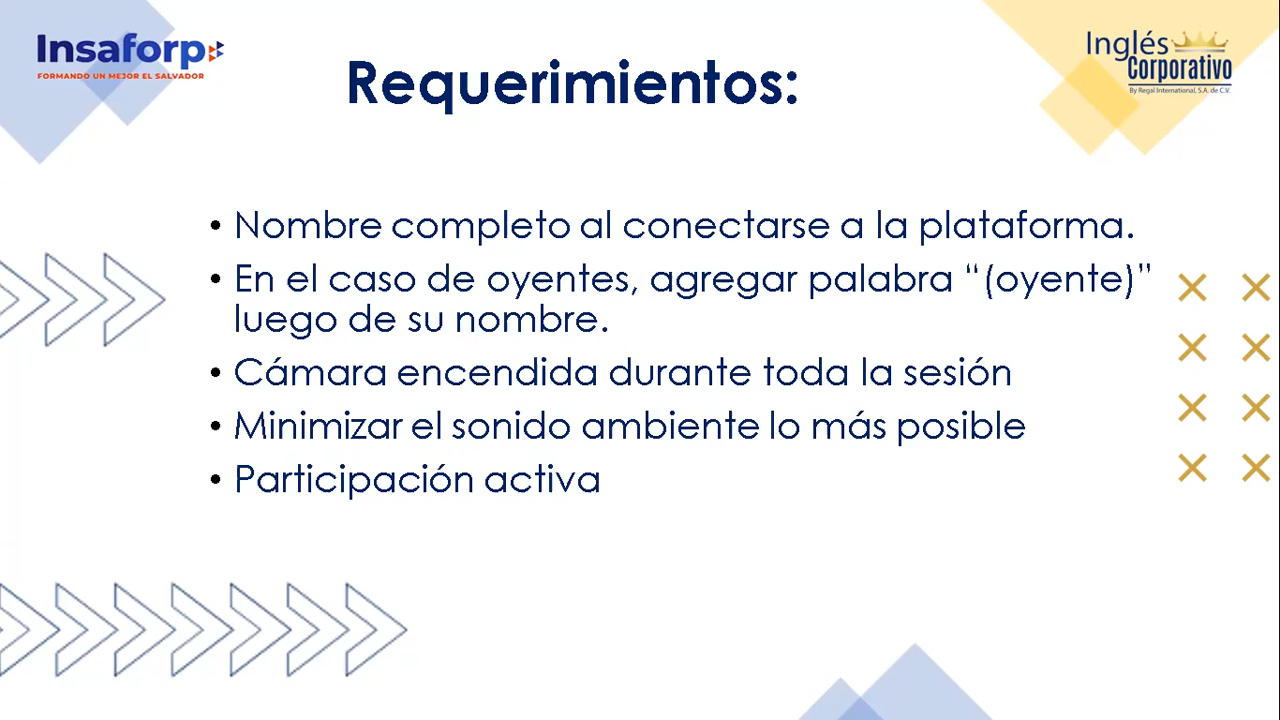 Insaforp
FORMANDO UN MEJOR EL SALVADOR
Inglés
Corporativo
By Regal International, S.A. de C.V.
Requerimientos:
• Nombre completo al conectarse a la plataforma.
• En el caso de oyentes, agregar palabra “(oyente)”
luego de su nombre.
• Cámara encendida durante toda la sesión
• Minimizar el sonido ambiente lo más posible
• Participación activa